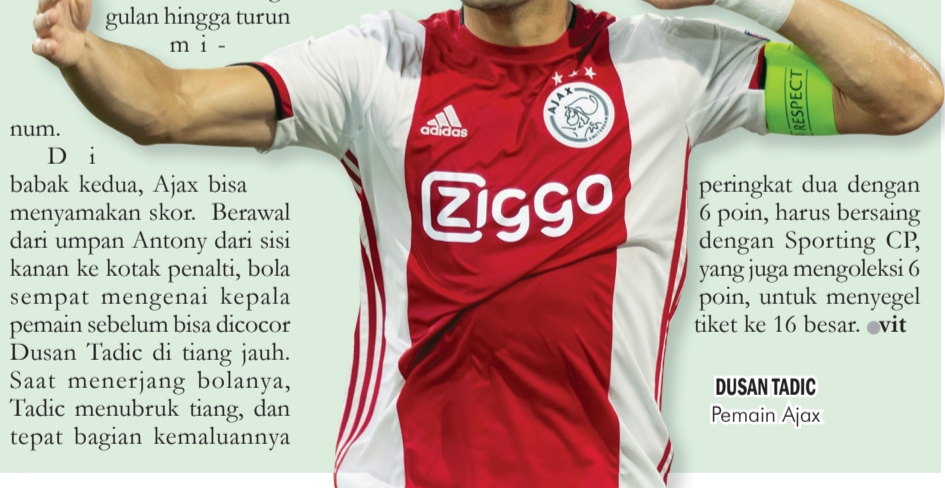 gulan hingga turun
m i -
num.
D i
babak kedua, Ajax bisa
menyamakan skor. Berawal
dari umpan Antony dari sisi
kanan ke kotak penalti, bola
sempat mengenai kepala
pemain sebelum bisa dicocor
Dusan Tadic di tiang jauh.
Saat menerjang bolanya,
Tadic menubruk tiang, dan
tepat bagian kemaluannya
AJAX
adidas
Ziggo
RESPECT
peringkat dua dengan
6 poin, harus bersaing
dengan Sporting CP,
yang juga mengoleksi 6
poin, untuk menyegel
tiket ke 16 besar. ●vit
DUSAN TADIC
Pemain Ajax